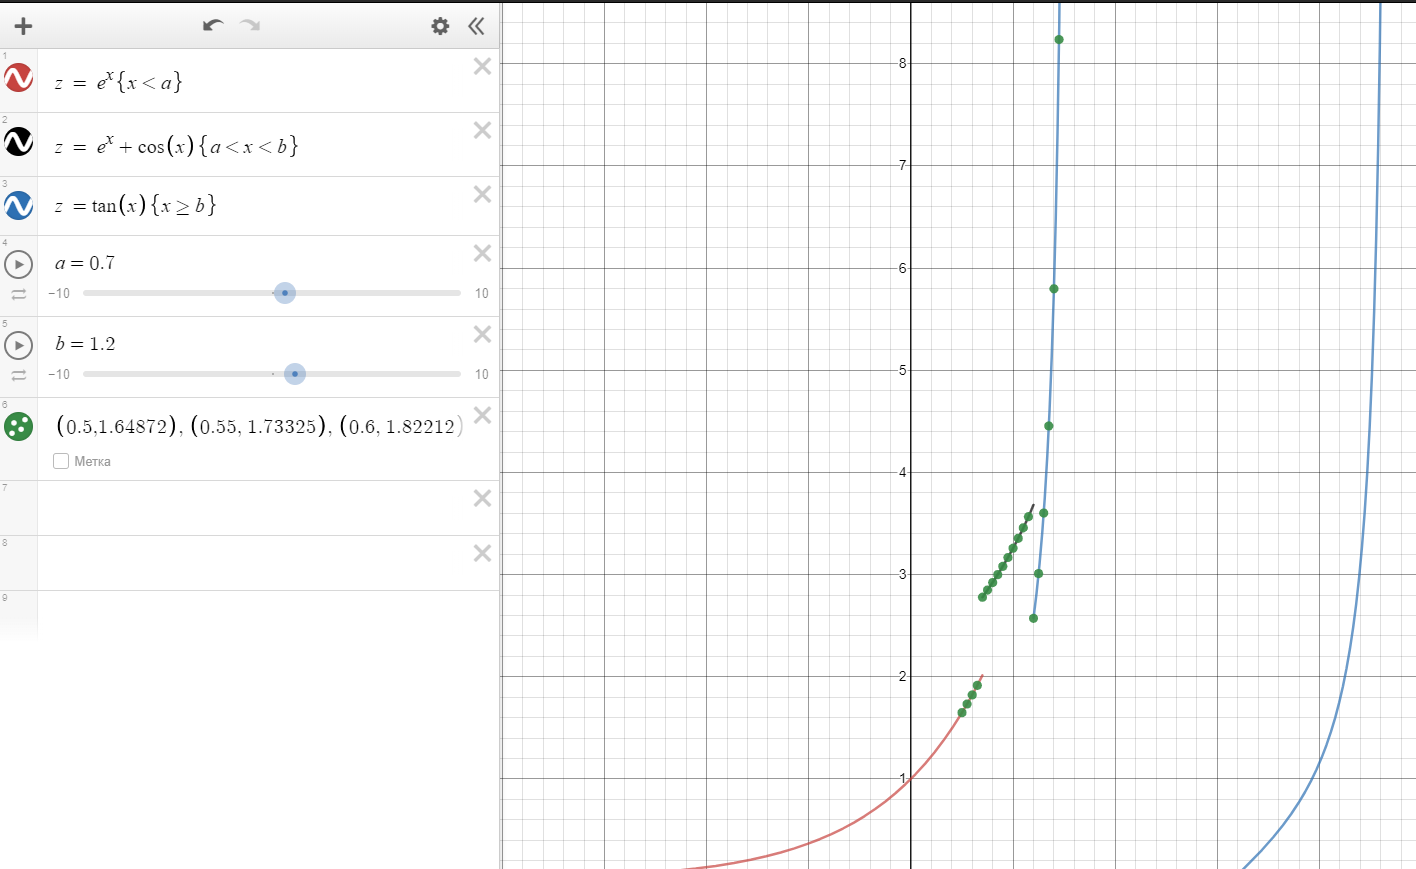 1
z = e^x {x < a}
2
z = e^x + cos(x) {a < x < b}
3
z = tan(x) {x ≥ b}
4
a = 0.7
−10 10
5
b = 1.2
−10 10
6
(0.5,1.64872), (0.55, 1.73325), (0.6, 1.82212)
Метка
7
8
9
8
7
6
5
4
3
2
1